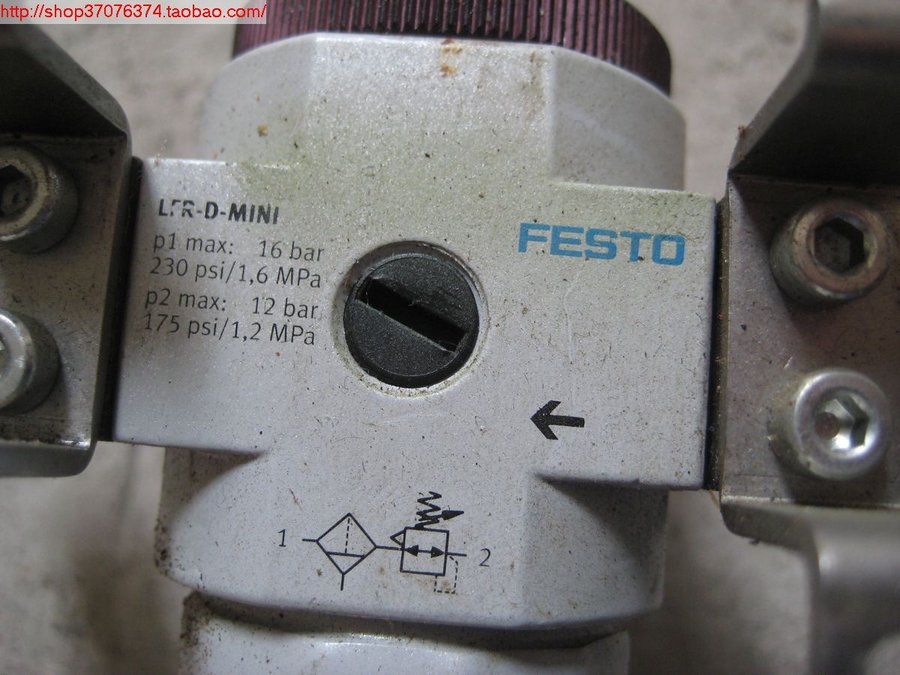 http://shop37076374.taobao.com/
LFR-D-MINI
p1 max: 16 bar
230 psi/1,6 MPa
p2 max: 12 bar
175 psi/1,2 MPa
FESTO
1
2